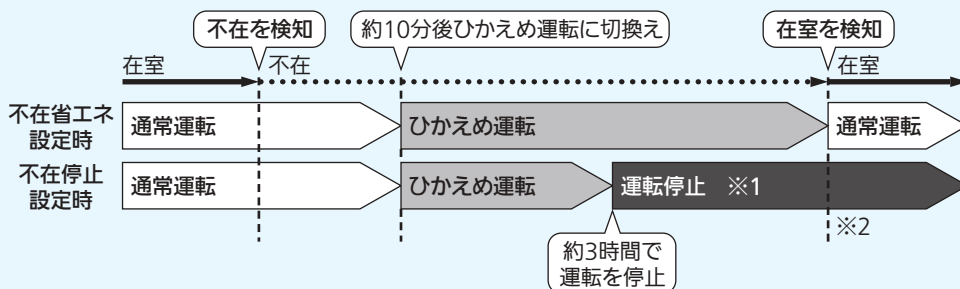 不在を検知
約10分後ひかえめ運転に切換え
在室を検知
在室
不在
在室
不在省エネ
設定時
通常運転
ひかえめ運転
通常運転
不在停止
設定時
通常運転
ひかえめ運転
運転停止 ※1
※2
約3時間で
運転を停止